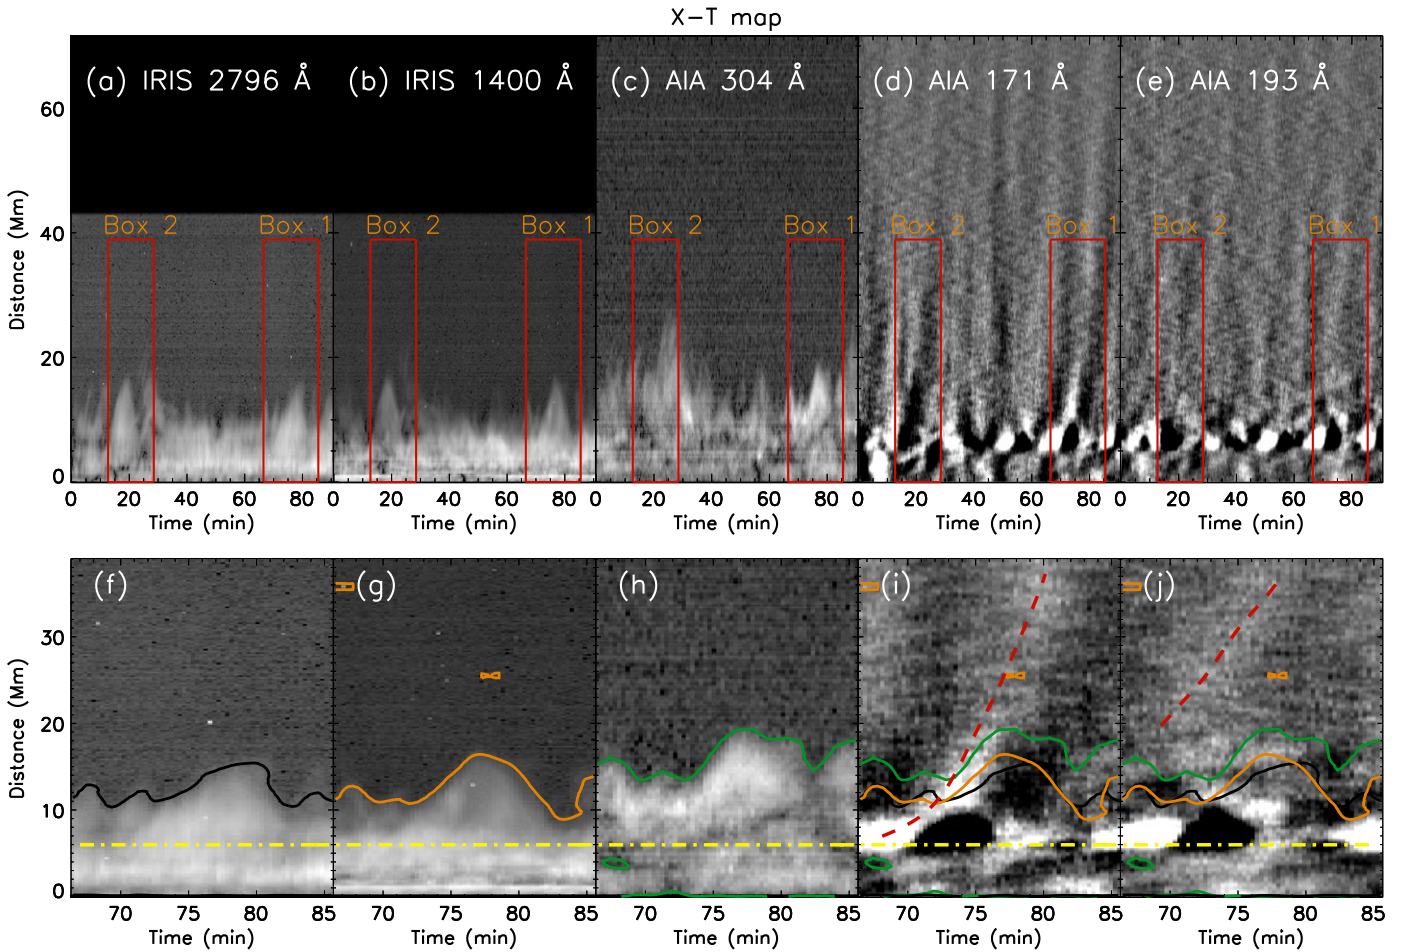 X-T map
(a) IRIS 2796 Å (b) IRIS 1400 Å (c) AIA 304 Å (d) AIA 171 Å (e) AIA 193 Å
60
40
20
0
Distance (Mm)
Box 2 Box 1 Box 2 Box 1 Box 2 Box 1 Box 2 Box 1 Box 2 Box 1
0 20 40 60 80 0 20 40 60 80 0 20 40 60 80 0 20 40 60 80 0 20 40 60 80
Time (min) Time (min) Time (min) Time (min) Time (min)
(f) (g) (h) (i) (j)
30
20
10
0
Distance (Mm)
70 75 80 85 70 75 80 85 70 75 80 85 70 75 80 85 70 75 80 85
Time (min) Time (min) Time (min) Time (min) Time (min)